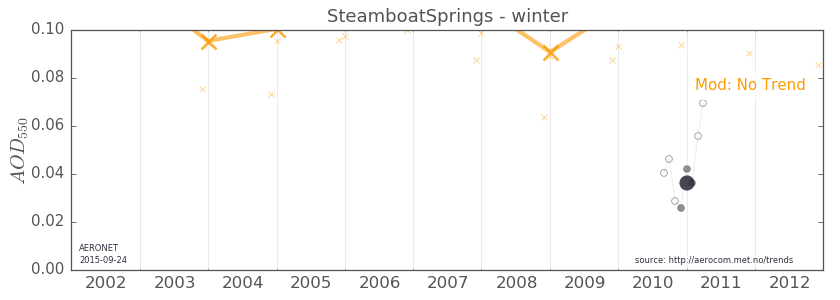 SteamboatSprings - winter
0.10
0.08
0.06
0.04
0.02
0.00
AOD550
Mod: No Trend
AERONET
2015-09-24
source: http://aerocom.met.no/trends
2002 2003 2004 2005 2006 2007 2008 2009 2010 2011 2012